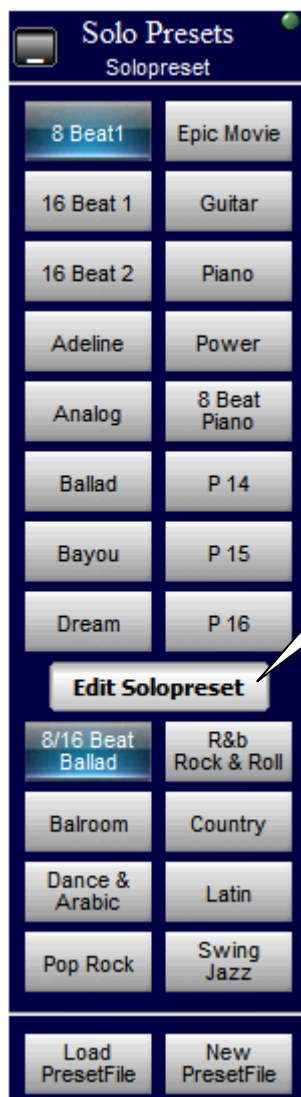 Solo Presets
Solopreset
8 Beat1
Epic Movie
16 Beat 1
Guitar
16 Beat 2
Piano
Adeline
Power
Analog
8 Beat
Piano
Ballad
P 14
Bayou
P 15
Dream
P 16
Edit Solopreset
8/16 Beat
Ballad
R&b
Rock & Roll
Balroom
Country
Dance &
Arabic
Latin
Pop Rock
Swing
Jazz
Load
PresetFile
New
PresetFile